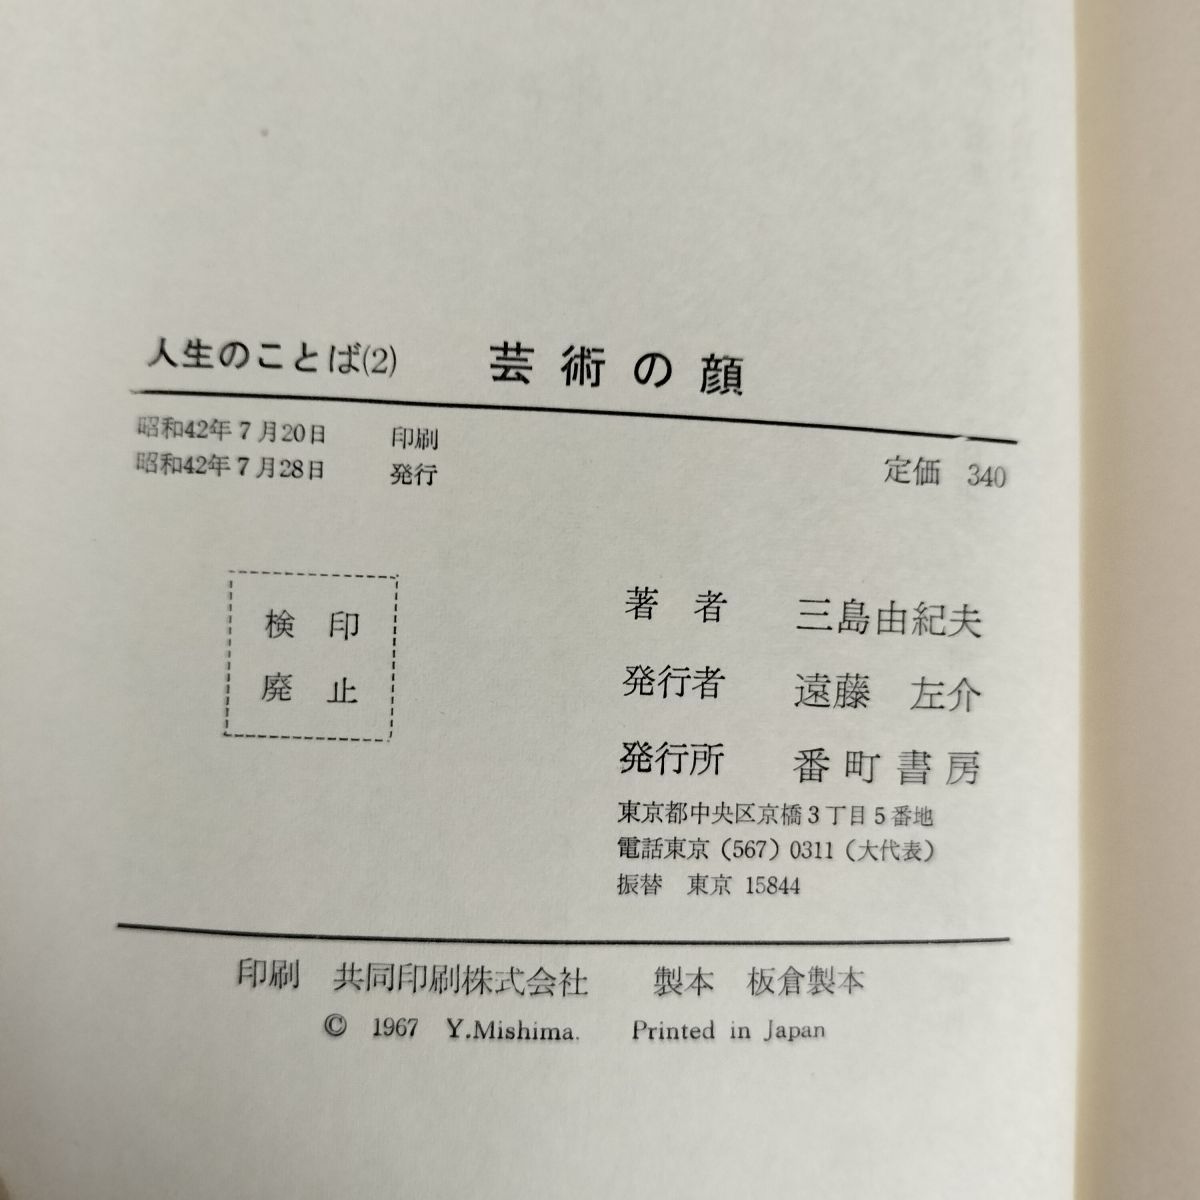 人生のことば(2)　芸術の顔
昭和42年7月20日　印刷
昭和42年7月28日　発行
定価　340
検印
廃止
著者　三島由紀夫
発行者　遠藤　左介
発行所　番町書房
東京都中央区京橋3丁目5番地
電話東京(567)0311(大代表)
振替　東京 15844
印刷　共同印刷株式会社　製本　板倉製本
© 1967 Y.Mishima. Printed in Japan